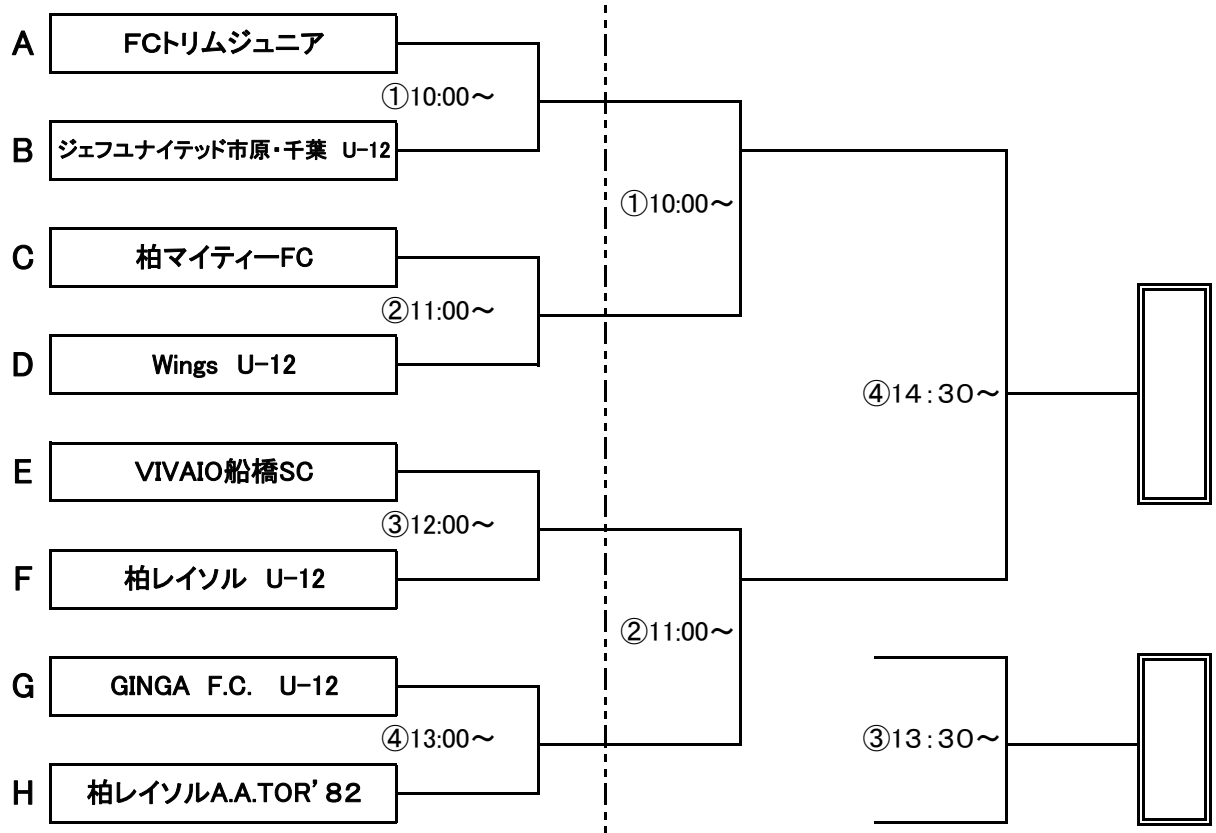 A ＦＣトリムジュニア
①10:00～
B ジェフユナイテッド市原・千葉　U-12
①10:00～
C 柏マイティーFC
②11:00～
D Wings　U-12
④14：30～
E VIVAIO船橋SC
③12:00～
F 柏レイソル　U-12
②11:00～
G GINGA　F.C.　U-12
④13:00～
③13：30～
H 柏レイソルA.A.TOR’８２